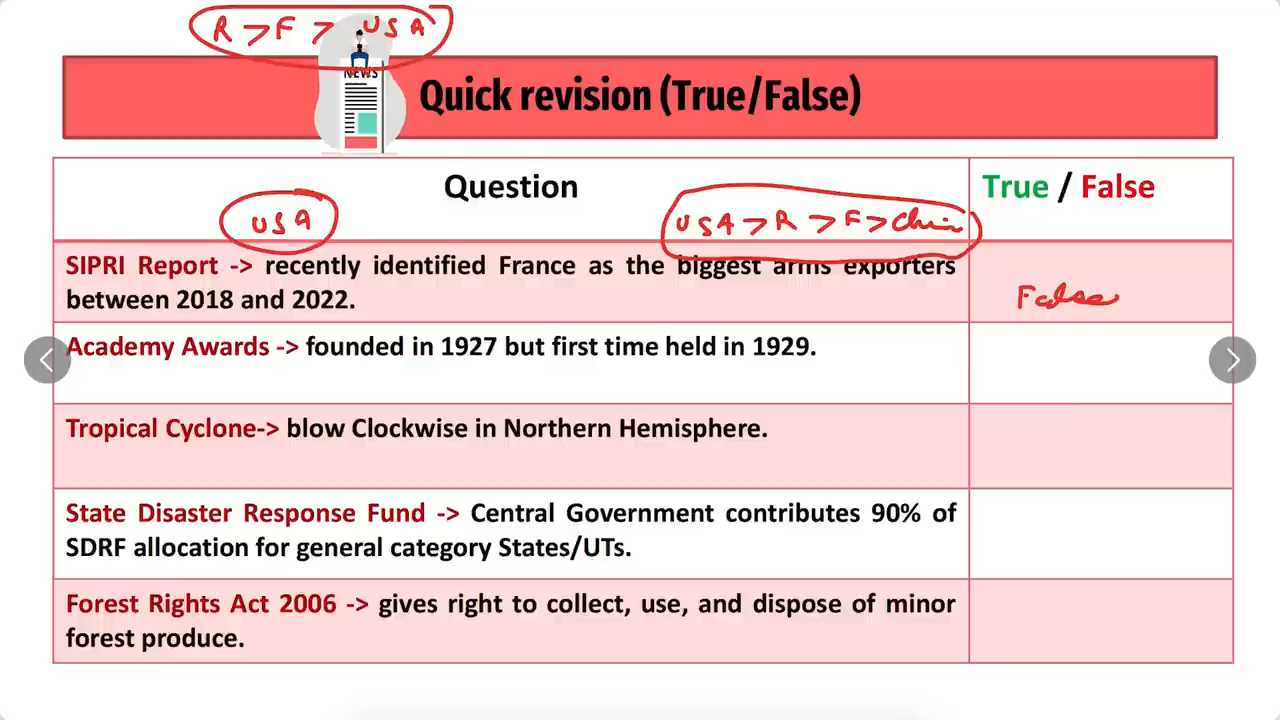 R > F > USA
NEWS
Quick revision (True/False)
Question
True / False
USA
USA > R > F > China
SIPRI Report -> recently identified France as the biggest arms exporters
between 2018 and 2022.
False
Academy Awards -> founded in 1927 but first time held in 1929.
Tropical Cyclone-> blow Clockwise in Northern Hemisphere.
State Disaster Response Fund -> Central Government contributes 90% of
SDRF allocation for general category States/UTs.
Forest Rights Act 2006 -> gives right to collect, use, and dispose of minor
forest produce.